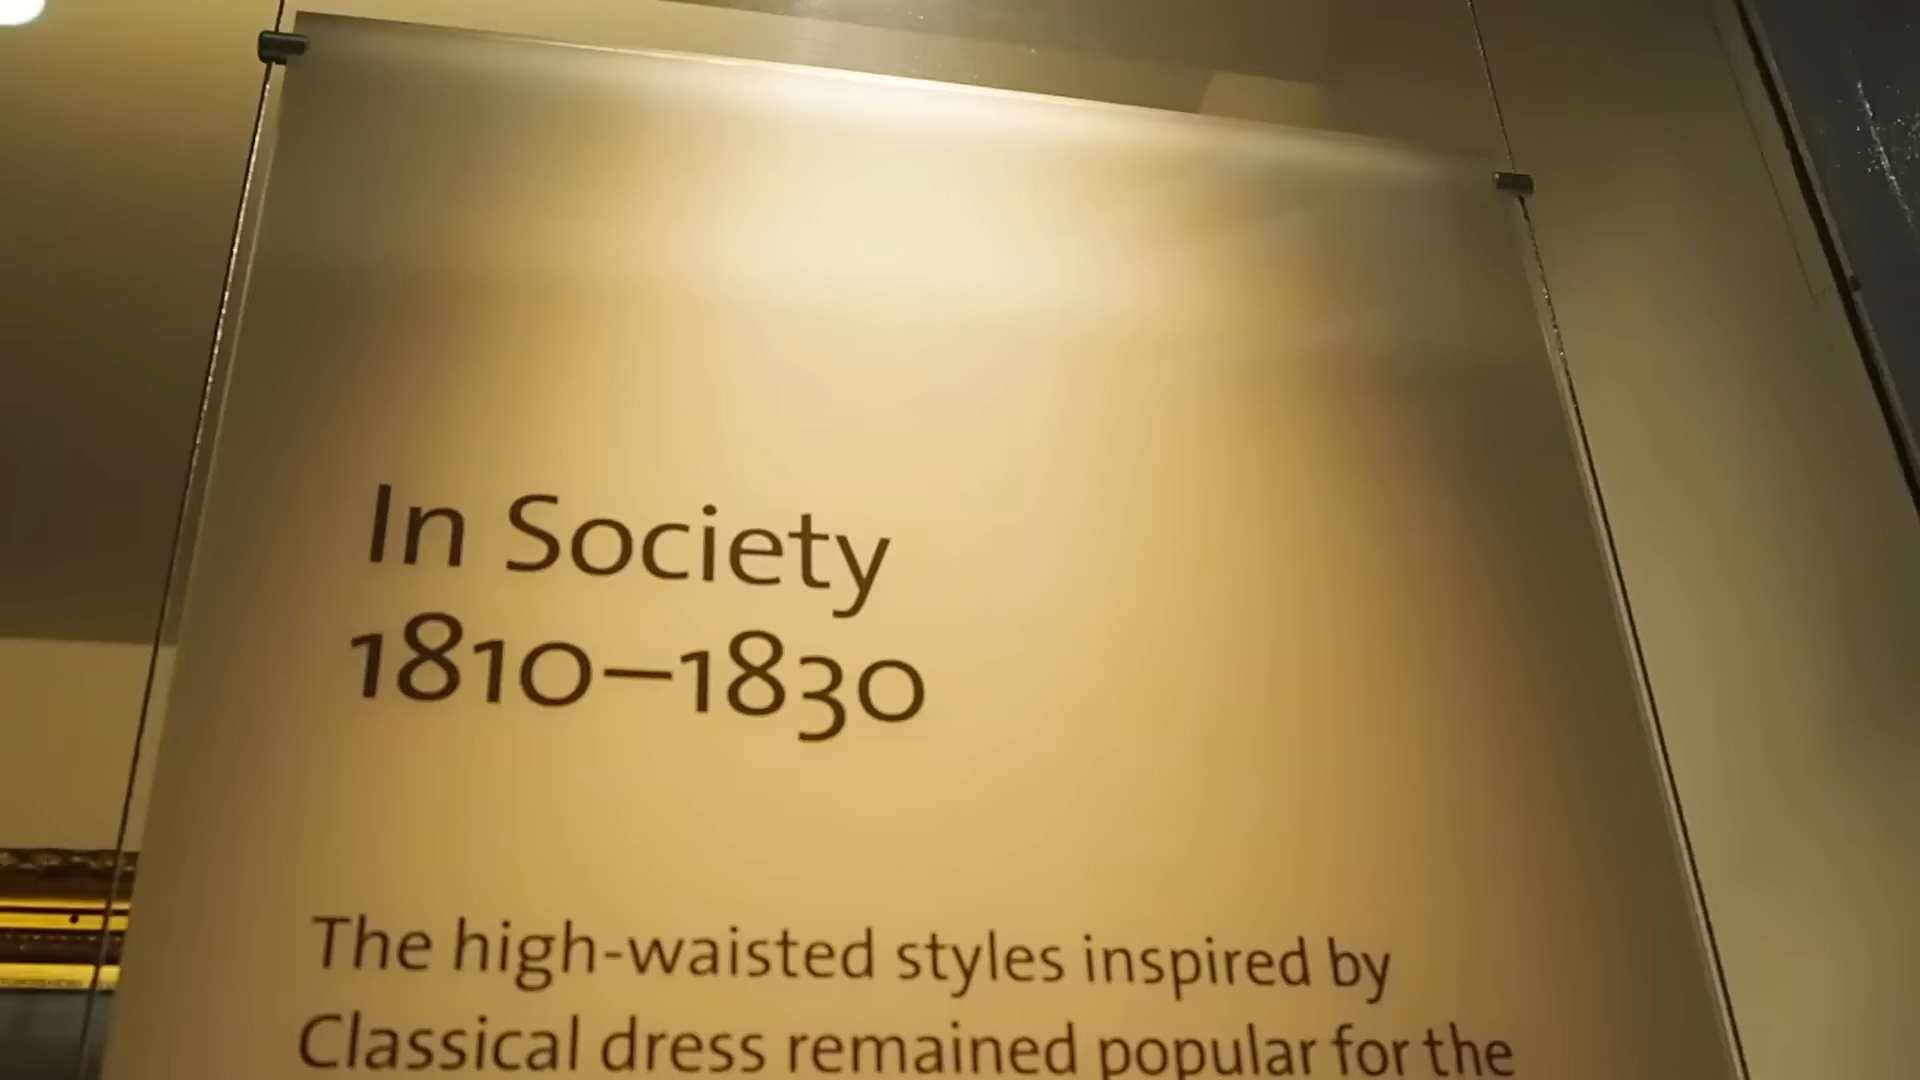 In Society
1810–1830
The high-waisted styles inspired by
Classical dress remained popular for the